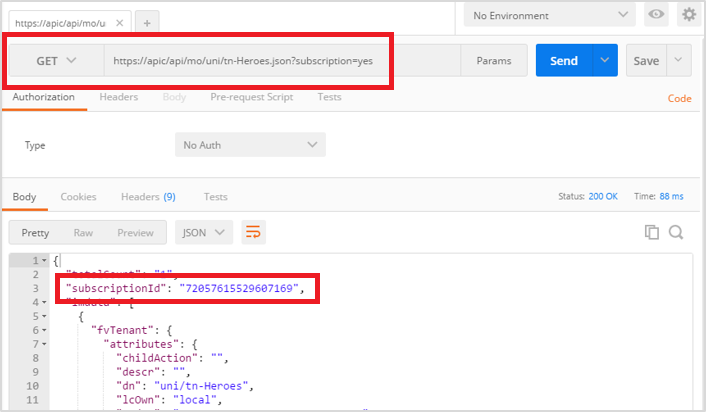 https://apic/api/mo/ur
No Environment
GET https://apic/api/mo/uni/tn-Heroes.json?subscription=yes Params Send Save
Authorization Headers Body Pre-request Script Tests Code
Type No Auth
Body Cookies Headers (9) Tests Status: 200 OK Time: 88 ms
Pretty Raw Preview JSON
1 {
2 "totalCount": "1",
3 "subscriptionId": "72057615529607169",
4 "imdata": [
5 {
6 "fvTenant": {
7 "attributes": {
8 "childAction": "",
9 "descr": "",
10 "dn": "uni/tn-Heroes",
11 "lcOwn": "local",